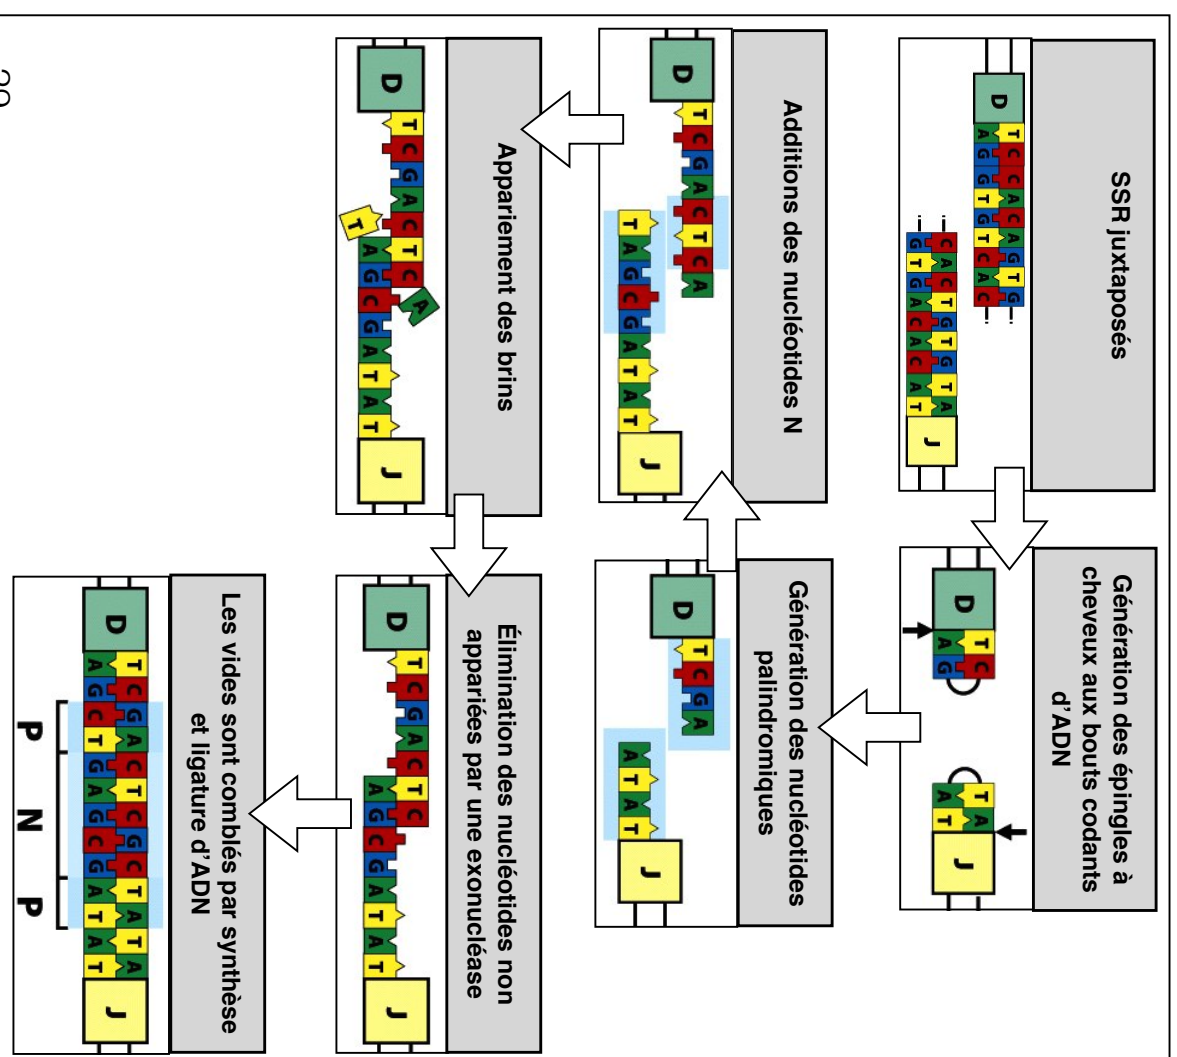 SSR juxtaposés
D
T C C A C A G T G
A G G T G T C A C
C A C T G T G T A
G T G A C A C A T
J
Génération des épingles à
cheveux aux bouts codants
d'ADN
D
T C
A G
T A
A T
J
Génération des nucléotides
palindromiques
D
T C G A
A T A T
J
Additions des nucléotides N
D
T C G A C T C A
T A G C G A T A T
J
Appariement des brins
D
T C G A C T C A
T A G C G A T A T
J
Élimination des nucléotides non
appariées par une exonucléase
D
T C G A C T C
A G C G A T A T
J
Les vides sont comblés par synthèse
et ligature d'ADN
D
T C G A C T C G C T A T A
A G C T G A G C G A T A T
J
P N P